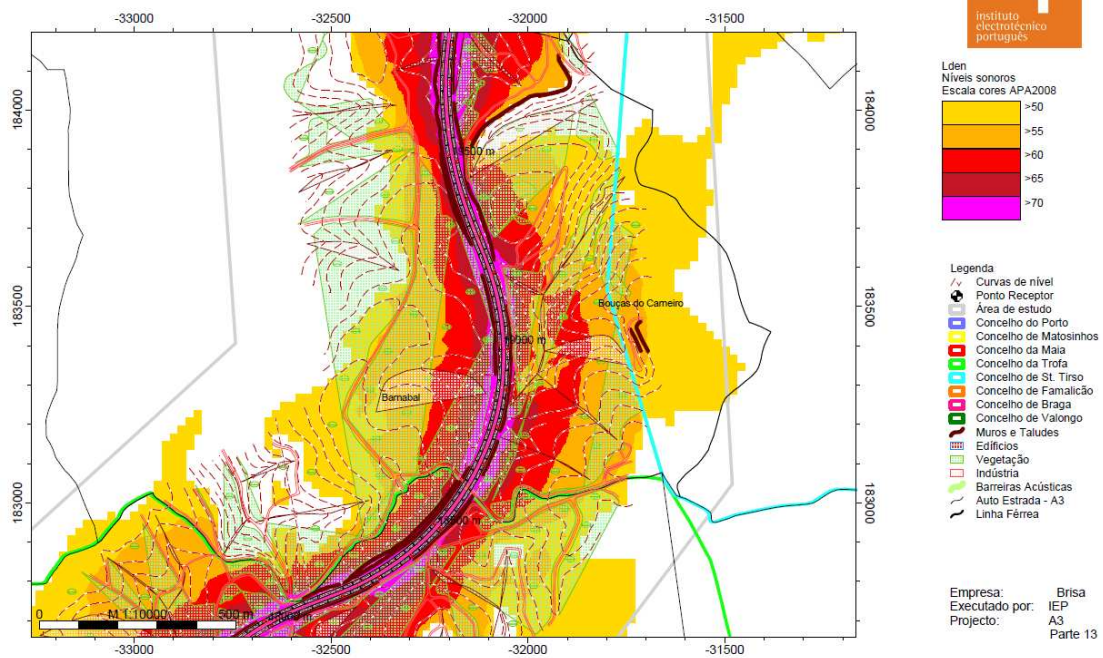 -33000 -32500 -32000 -31500
instituto
electrotécnico
português
Lden
Níveis sonoros
Escala cores APA2008
>50
>55
>60
>65
>70
184000
184000
19500 m
183500
183500
Bouças do Carneiro
19000 m
Barnabal
183000
183000
18500 m
Legenda
Curvas de nível
Ponto Receptor
Área de estudo
Concelho do Porto
Concelho de Matosinhos
Concelho da Maia
Concelho da Trofa
Concelho de St. Tirso
Concelho de Famalicão
Concelho de Braga
Concelho de Valongo
Muros e Taludes
Edifícios
Vegetação
Indústria
Barreiras Acústicas
Auto Estrada - A3
Linha Férrea
0 M 1:10000 500 m
-33000 -32500 -32000 -31500
Empresa: Brisa
Executado por: IEP
Projecto: A3
Parte 13